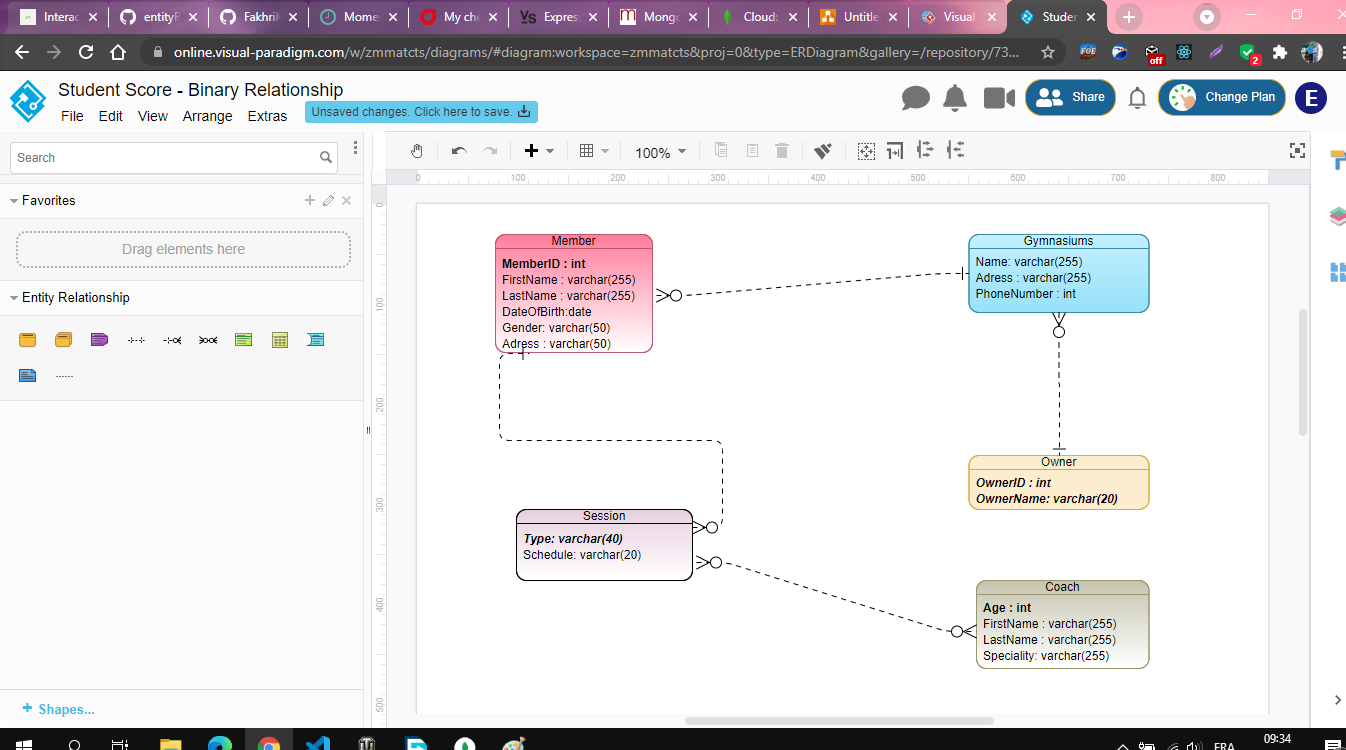 Interac
entityR
FakhriK
Mome
My che
Expres
Mongo
Cloud:
Untitle
Visual
Studer
online.visual-paradigm.com/w/zmmatcts/diagrams/#diagram:workspace=zmmatcts&proj=0&type=ERDiagram&gallery=/repository/73...
off
2
Student Score - Binary Relationship
File Edit View Arrange Extras
Unsaved changes. Click here to save.
Share
Change Plan
E
Search
100%
Favorites
Drag elements here
Entity Relationship
Shapes...
0 100 200 300 400 500 600 700 800
0
100
200
300
400
500
Member
MemberID : int
FirstName : varchar(255)
LastName : varchar(255)
DateOfBirth:date
Gender: varchar(50)
Adress : varchar(50)
Gymnasiums
Name: varchar(255)
Adress : varchar(255)
PhoneNumber : int
Owner
OwnerID : int
OwnerName: varchar(20)
Session
Type: varchar(40)
Schedule: varchar(20)
Coach
Age : int
FirstName : varchar(255)
LastName : varchar(255)
Speciality: varchar(255)
FRA
09:34